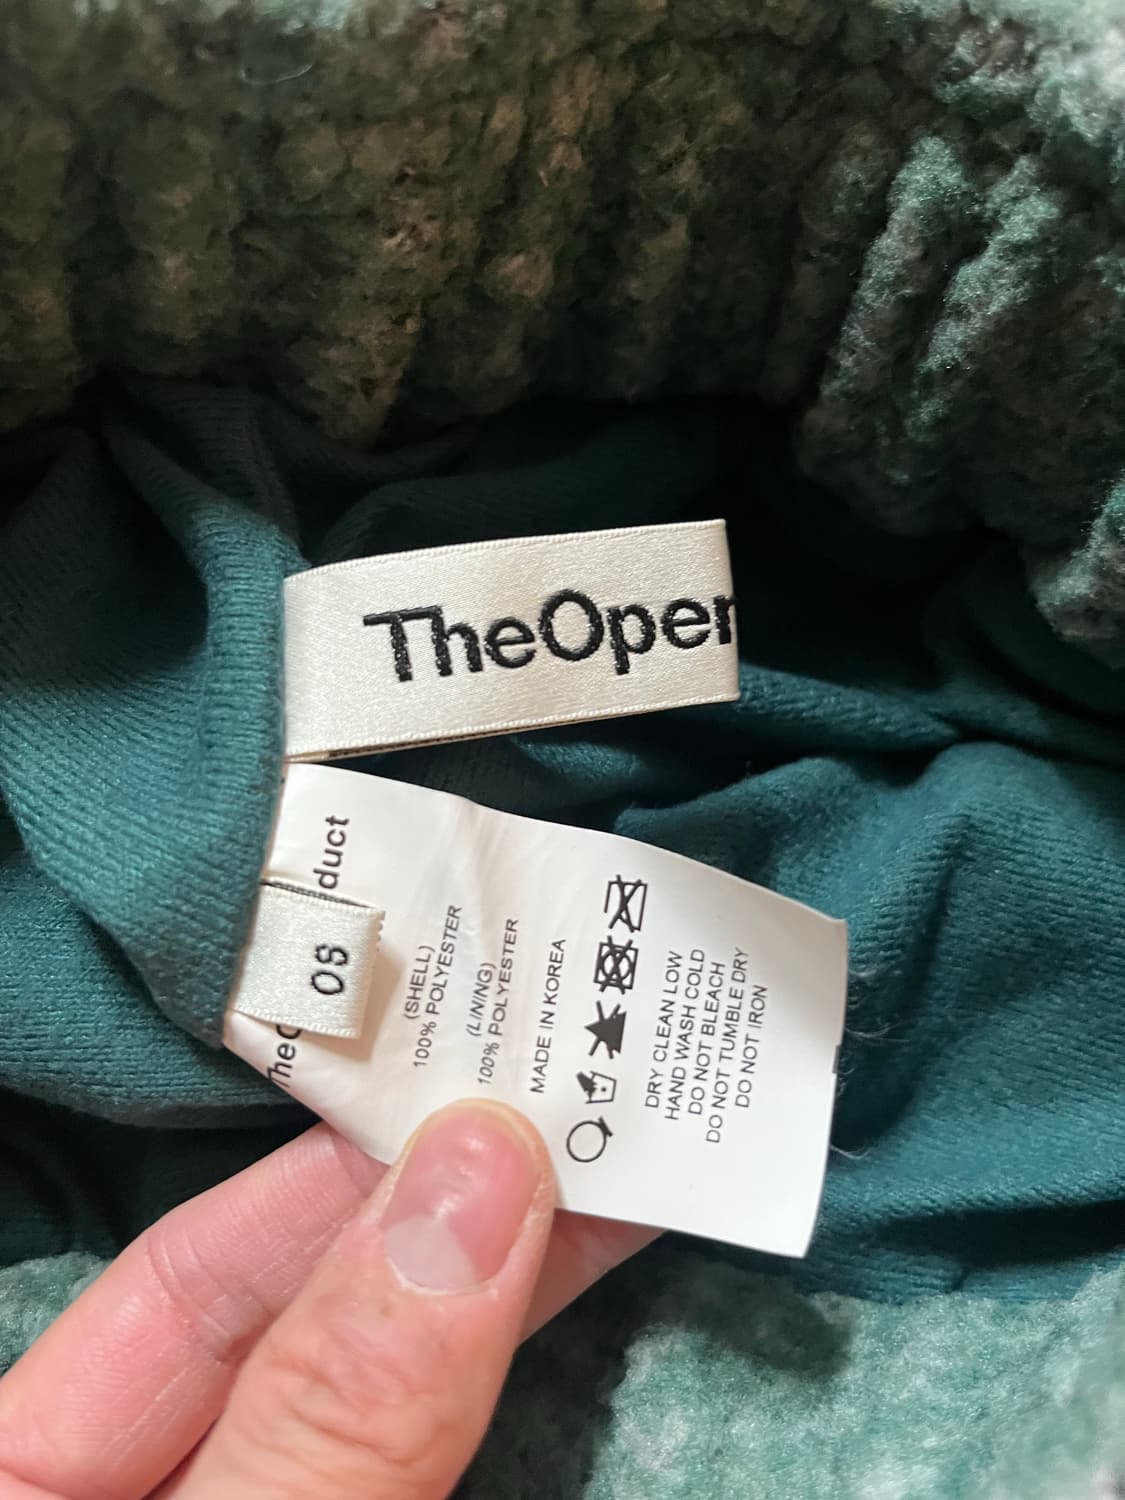 TheOper
duct
OS
TheO
(SHELL)
100% POLYESTER
(LINING)
100% POLYESTER
MADE IN KOREA
DRY CLEAN LOW
HAND WASH COLD
DO NOT BLEACH
DO NOT TUMBLE DRY
DO NOT IRON